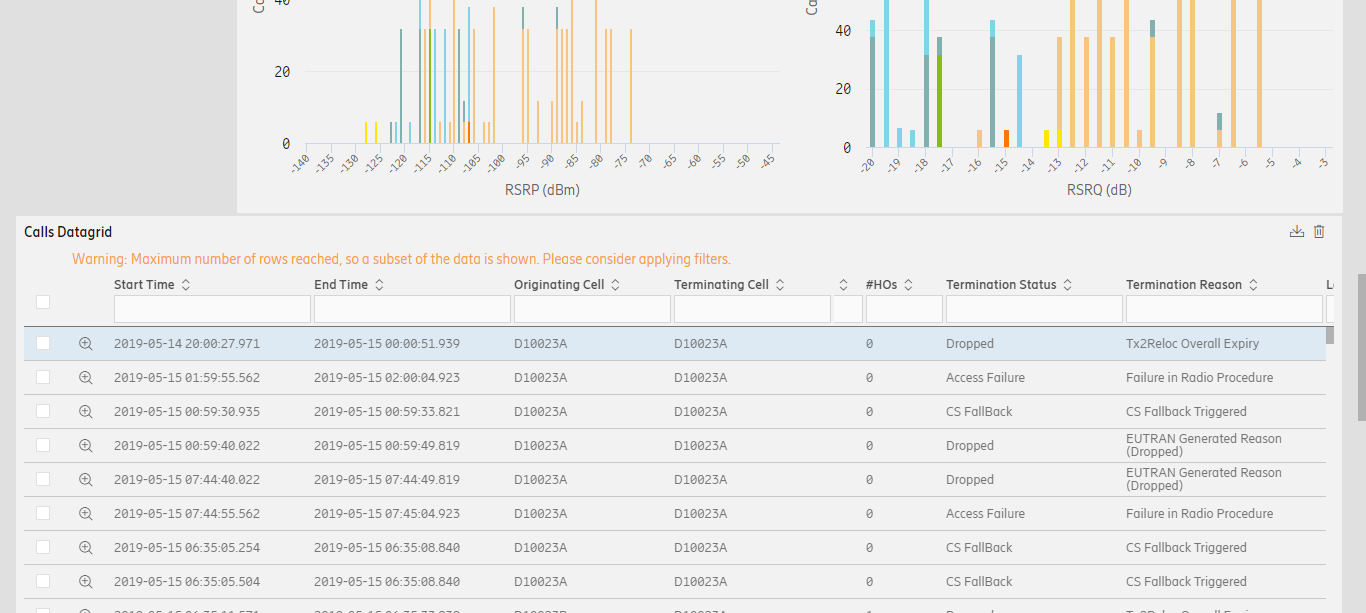 40
20
0
-140 -135 -130 -125 -120 -115 -110 -105 -100 -95 -90 -85 -80 -75 -70 -65 -60 -55 -50 -45
RSRP (dBm)
40
20
0
-20 -19 -18 -17 -16 -15 -14 -13 -12 -11 -10 -9 -8 -7 -6 -5 -4 -3
RSRQ (dB)
Calls Datagrid
Warning: Maximum number of rows reached, so a subset of the data is shown. Please consider applying filters.
Start Time End Time Originating Cell Terminating Cell #HOs Termination Status Termination Reason
2019-05-14 20:00:27.971 2019-05-15 00:00:51.939 D10023A D10023A 0 Dropped Tx2Reloc Overall Expiry
2019-05-15 01:59:55.562 2019-05-15 02:00:04.923 D10023A D10023A 0 Access Failure Failure in Radio Procedure
2019-05-15 00:59:30.935 2019-05-15 00:59:33.821 D10023A D10023A 0 CS FallBack CS Fallback Triggered
2019-05-15 00:59:40.022 2019-05-15 00:59:49.819 D10023A D10023A 0 Dropped EUTRAN Generated Reason
(Dropped)
2019-05-15 07:44:40.022 2019-05-15 07:44:49.819 D10023A D10023A 0 Dropped EUTRAN Generated Reason
(Dropped)
2019-05-15 07:44:55.562 2019-05-15 07:45:04.923 D10023A D10023A 0 Access Failure Failure in Radio Procedure
2019-05-15 06:35:05.254 2019-05-15 06:35:08.840 D10023A D10023A 0 CS FallBack CS Fallback Triggered
2019-05-15 06:35:05.504 2019-05-15 06:35:08.840 D10023A D10023A 0 CS FallBack CS Fallback Triggered